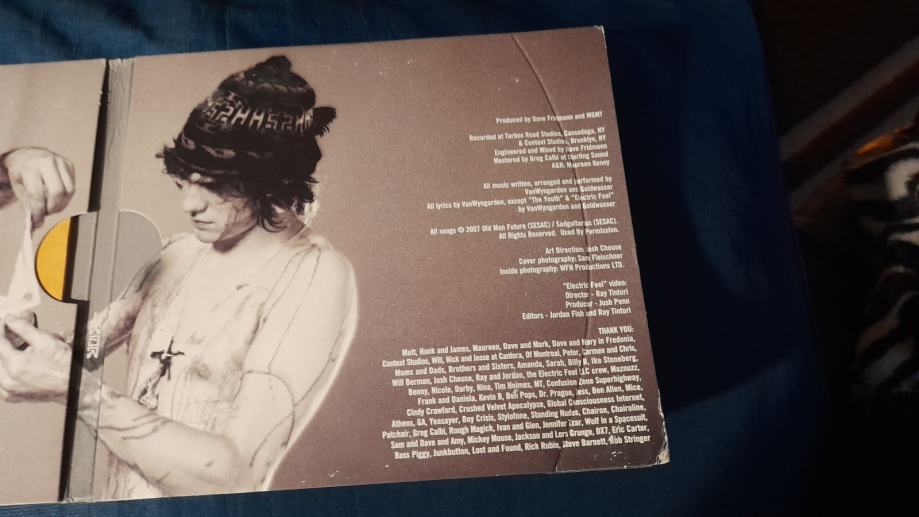 Produced by Dave Fridmann and MGMT
Recorded at Tarbox Road Studios, Cassadaga, NY
& Context Studios, Brooklyn, NY
Engineered and Mixed by Dave Fridmann
Mastered by Greg Calbi at Sterling Sound
A&R: Maureen Kenny
All music written, arranged and performed by
VanWyngarden and Goldwasser
All lyrics by VanWyngarden, except "The Youth" & "Electric Feel"
by VanWyngarden and Goldwasser
All songs © 2007 Old Man Future (SESAC) / Sadguitarus (SESAC).
All Rights Reserved. Used By Permission.
Art Direction: Josh Cheuse
Cover photography: Sam Fleischner
Inside photography: WFN Productions LTD.
"Electric Feel" video:
Director - Ray Tintori
Producer - Josh Penn
Editors - Jordan Fish and Ray Tintori
THANK YOU:
Matt, Hank and James, Maureen, Dave and Mark, Dave and Mary in Fredonia,
Context Studios, Will, Nick and Jesse at Cantora, Of Montreal, Peter, Carmen and Chris,
Moms and Dads, Brothers and Sisters, Amanda, Sarah, Billy B, Ike Stoneberg,
Will Berman, Josh Cheuse, Ray and Jordan, the Electric Feel LLC crew, Maznuzz,
Benny, Nicole, Darby, Nina, Tim Holmes, MT, Confusion Zone Superhighway,
Frank and Daniela, Kevin B, Ben Pops, Dr. Prague, Jess, Ben Allen, Mice,
Cindy Crawford, Crushed Velvet Apocalypse, Global Consciousness Internet,
Athens, GA, Yeasayer, Boy Crisis, Stylofone, Standing Nudes, Chairon, Chairoline,
Patchair, Greg Calbi, Rough Magick, Ivan and Glen, Jennifer Izar, Wolf in a Spacesuit,
Sam and Dave and Amy, Mickey Mouse, Jackson and Lors Grunge, DX7, Eric Carter,
Bass Piggy, Junkbutton, Lost and Found, Rick Rubin, Steve Barnett, Rob Stringer